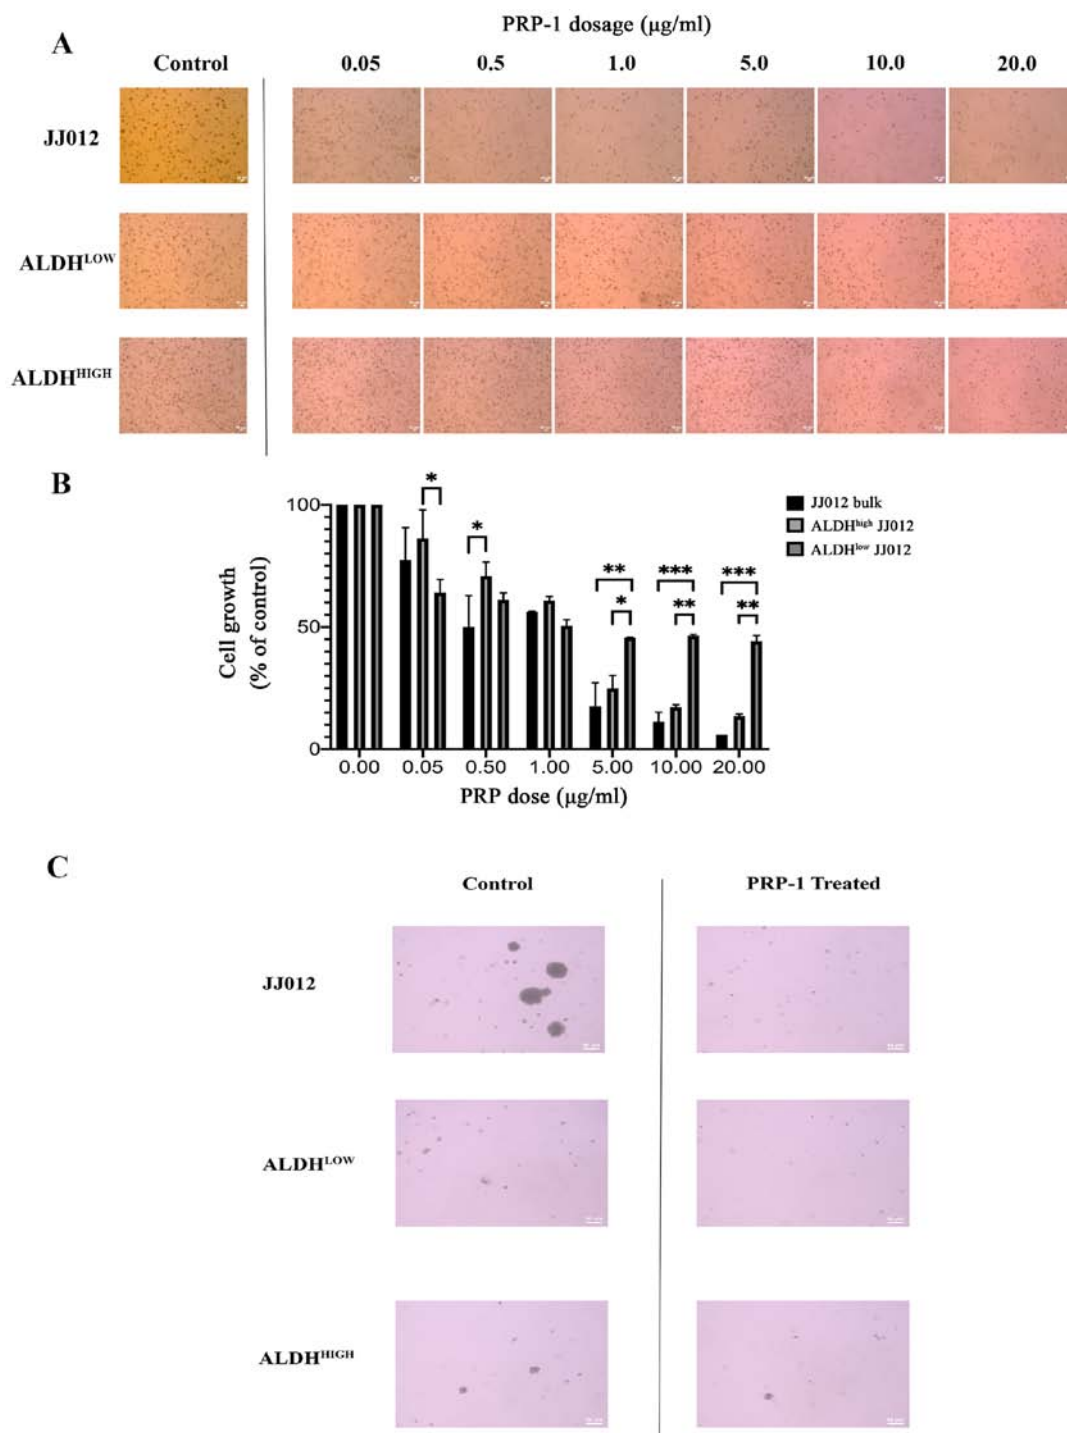 A
PRP-1 dosage (µg/ml)
Control 0.05 0.5 1.0 5.0 10.0 20.0
JJ012
ALDHLOW
ALDHHIGH
B
* * ** * *** ** *** **
100
50
0
Cell growth
(% of control)
0.00 0.05 0.50 1.00 5.00 10.00 20.00
PRP dose (µg/ml)
JJ012 bulk
ALDHhigh JJ012
ALDHlow JJ012
C
Control PRP-1 Treated
JJ012
ALDHLOW
ALDHHIGH